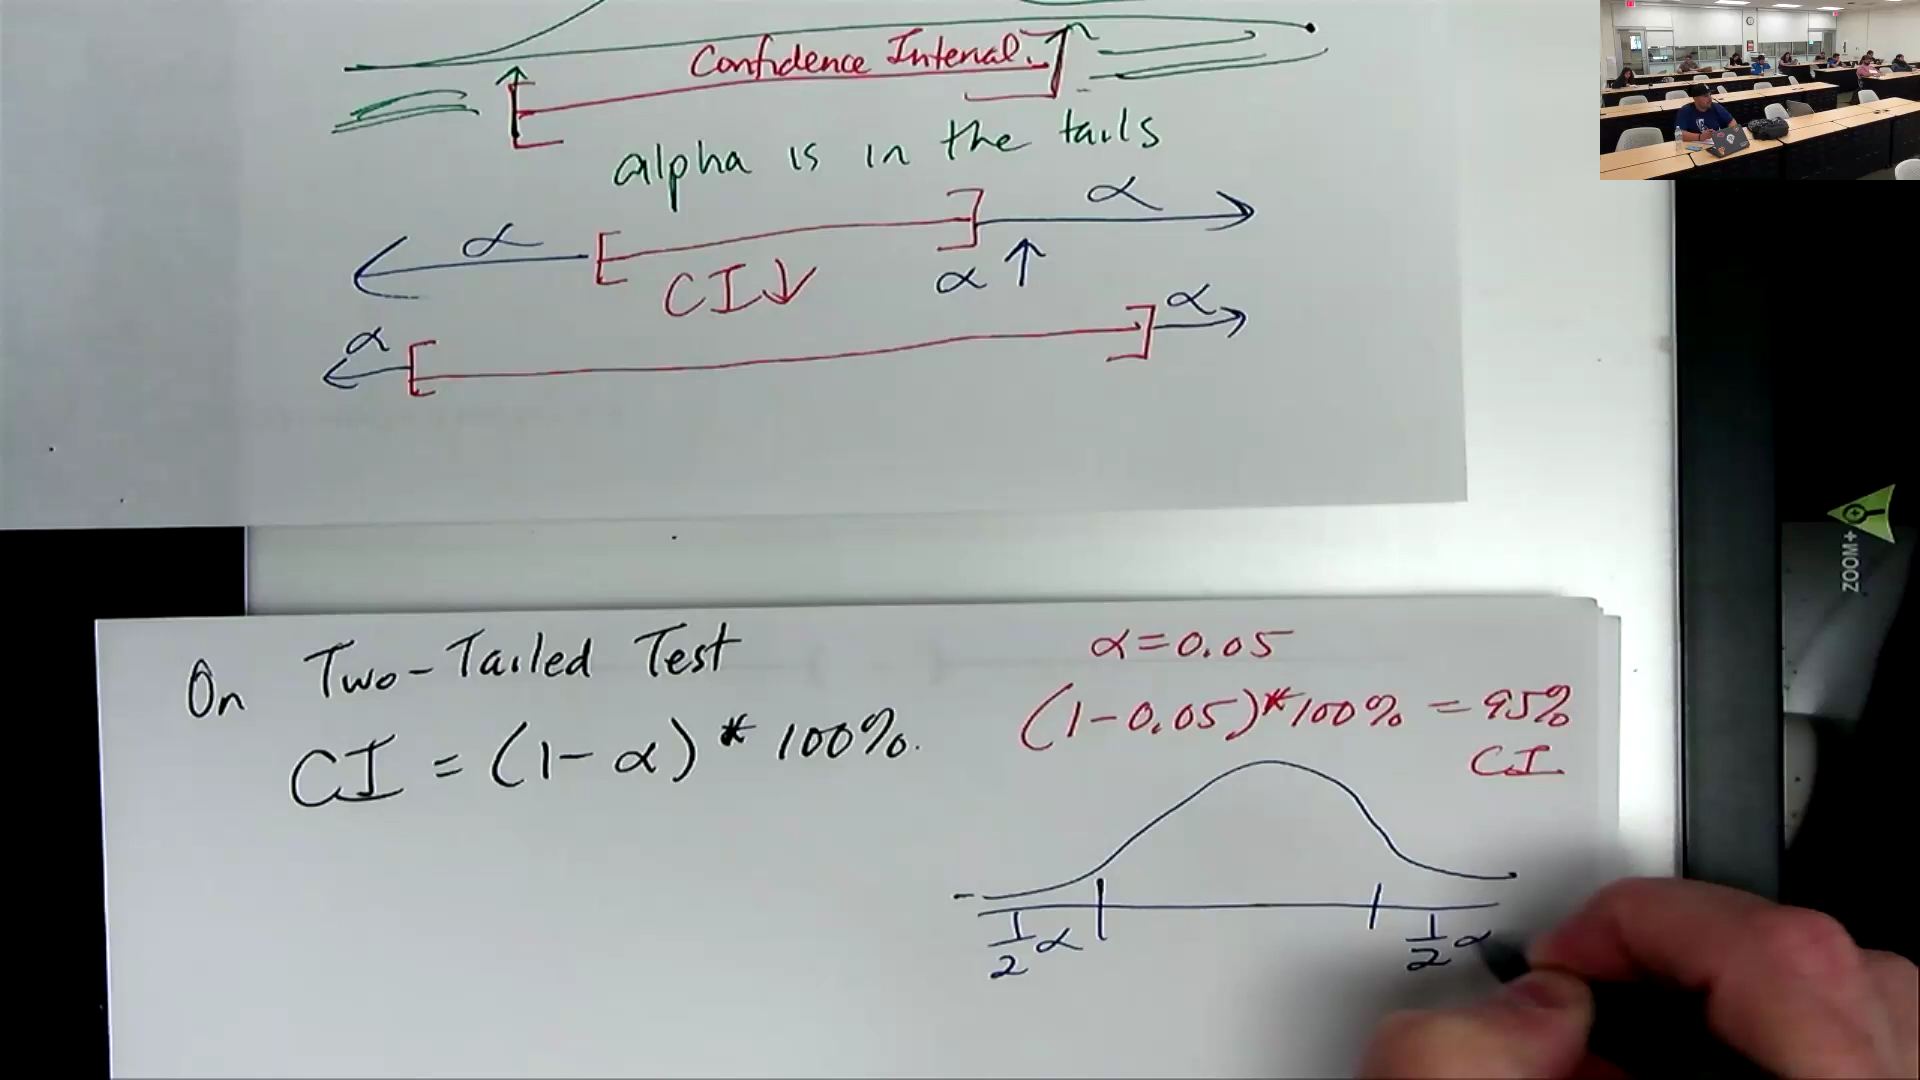 Confidence Interval.
alpha is in the tails
α
α
CI↓
α ↑
α
α
On Two-Tailed Test
CI = (1-α) * 100%.
α=0.05
(1-0.05)*100% = 95%
CI
1/2 α
1/2 α
ZOOM+